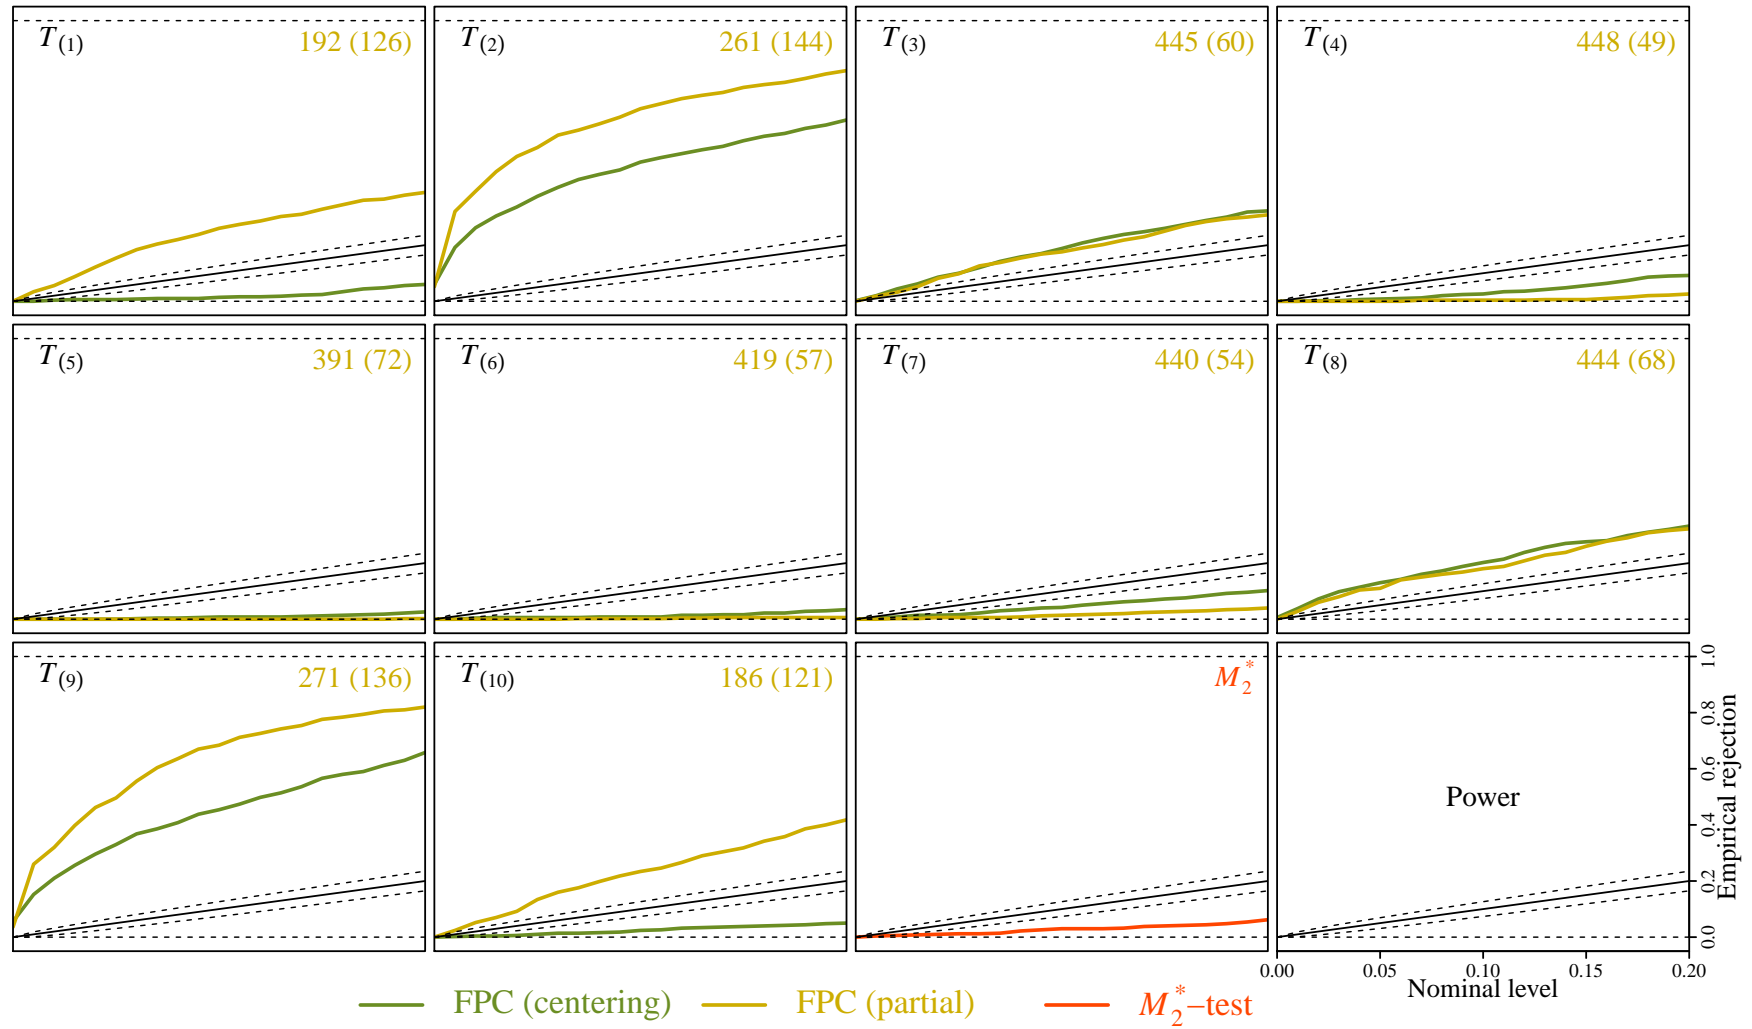 T(1) 192 (126)
T(2) 261 (144)
T(3) 445 (60)
T(4) 448 (49)
T(5) 391 (72)
T(6) 419 (57)
T(7) 440 (54)
T(8) 444 (68)
T(9) 271 (136)
T(10) 186 (121)
M2*
Power
0.0 0.2 0.4 0.6 0.8 1.0
Empirical rejection
0.00 0.05 0.10 0.15 0.20
Nominal level
FPC (centering) FPC (partial) M2*−test